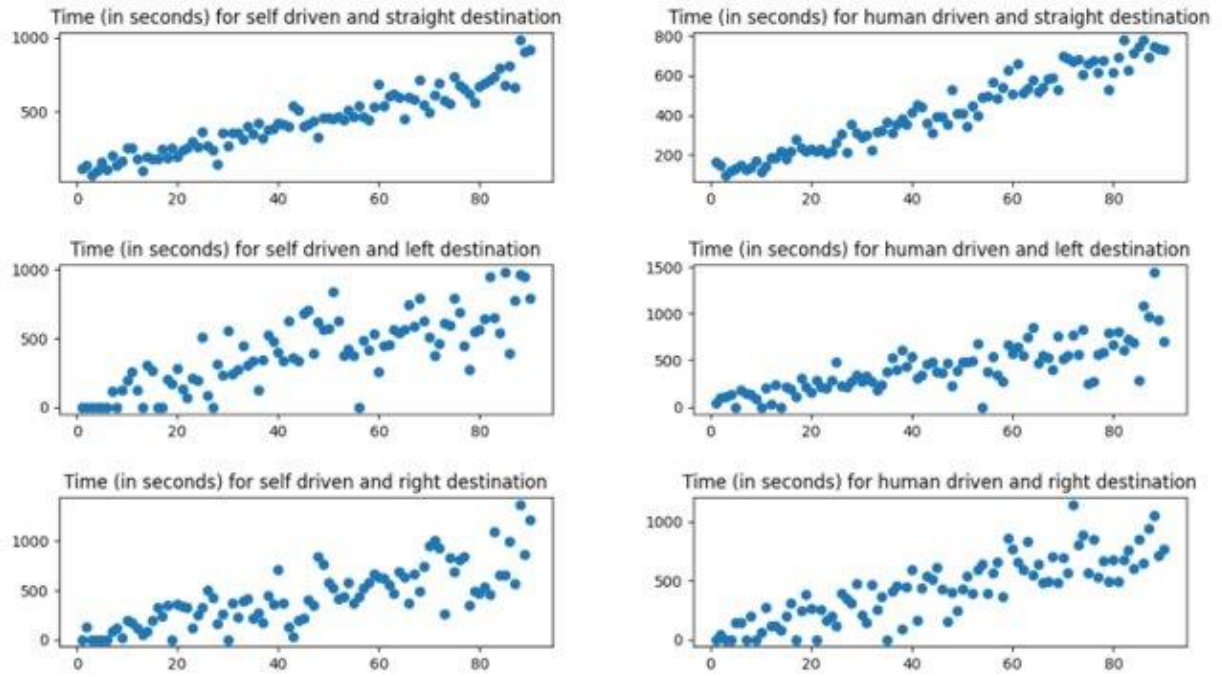 Time (in seconds) for self driven and straight destination
1000
500
0 20 40 60 80
Time (in seconds) for human driven and straight destination
800
600
400
200
0 20 40 60 80
Time (in seconds) for self driven and left destination
1000
500
0
0 20 40 60 80
Time (in seconds) for human driven and left destination
1500
1000
500
0
0 20 40 60 80
Time (in seconds) for self driven and right destination
1000
500
0
0 20 40 60 80
Time (in seconds) for human driven and right destination
1000
500
0
0 20 40 60 80